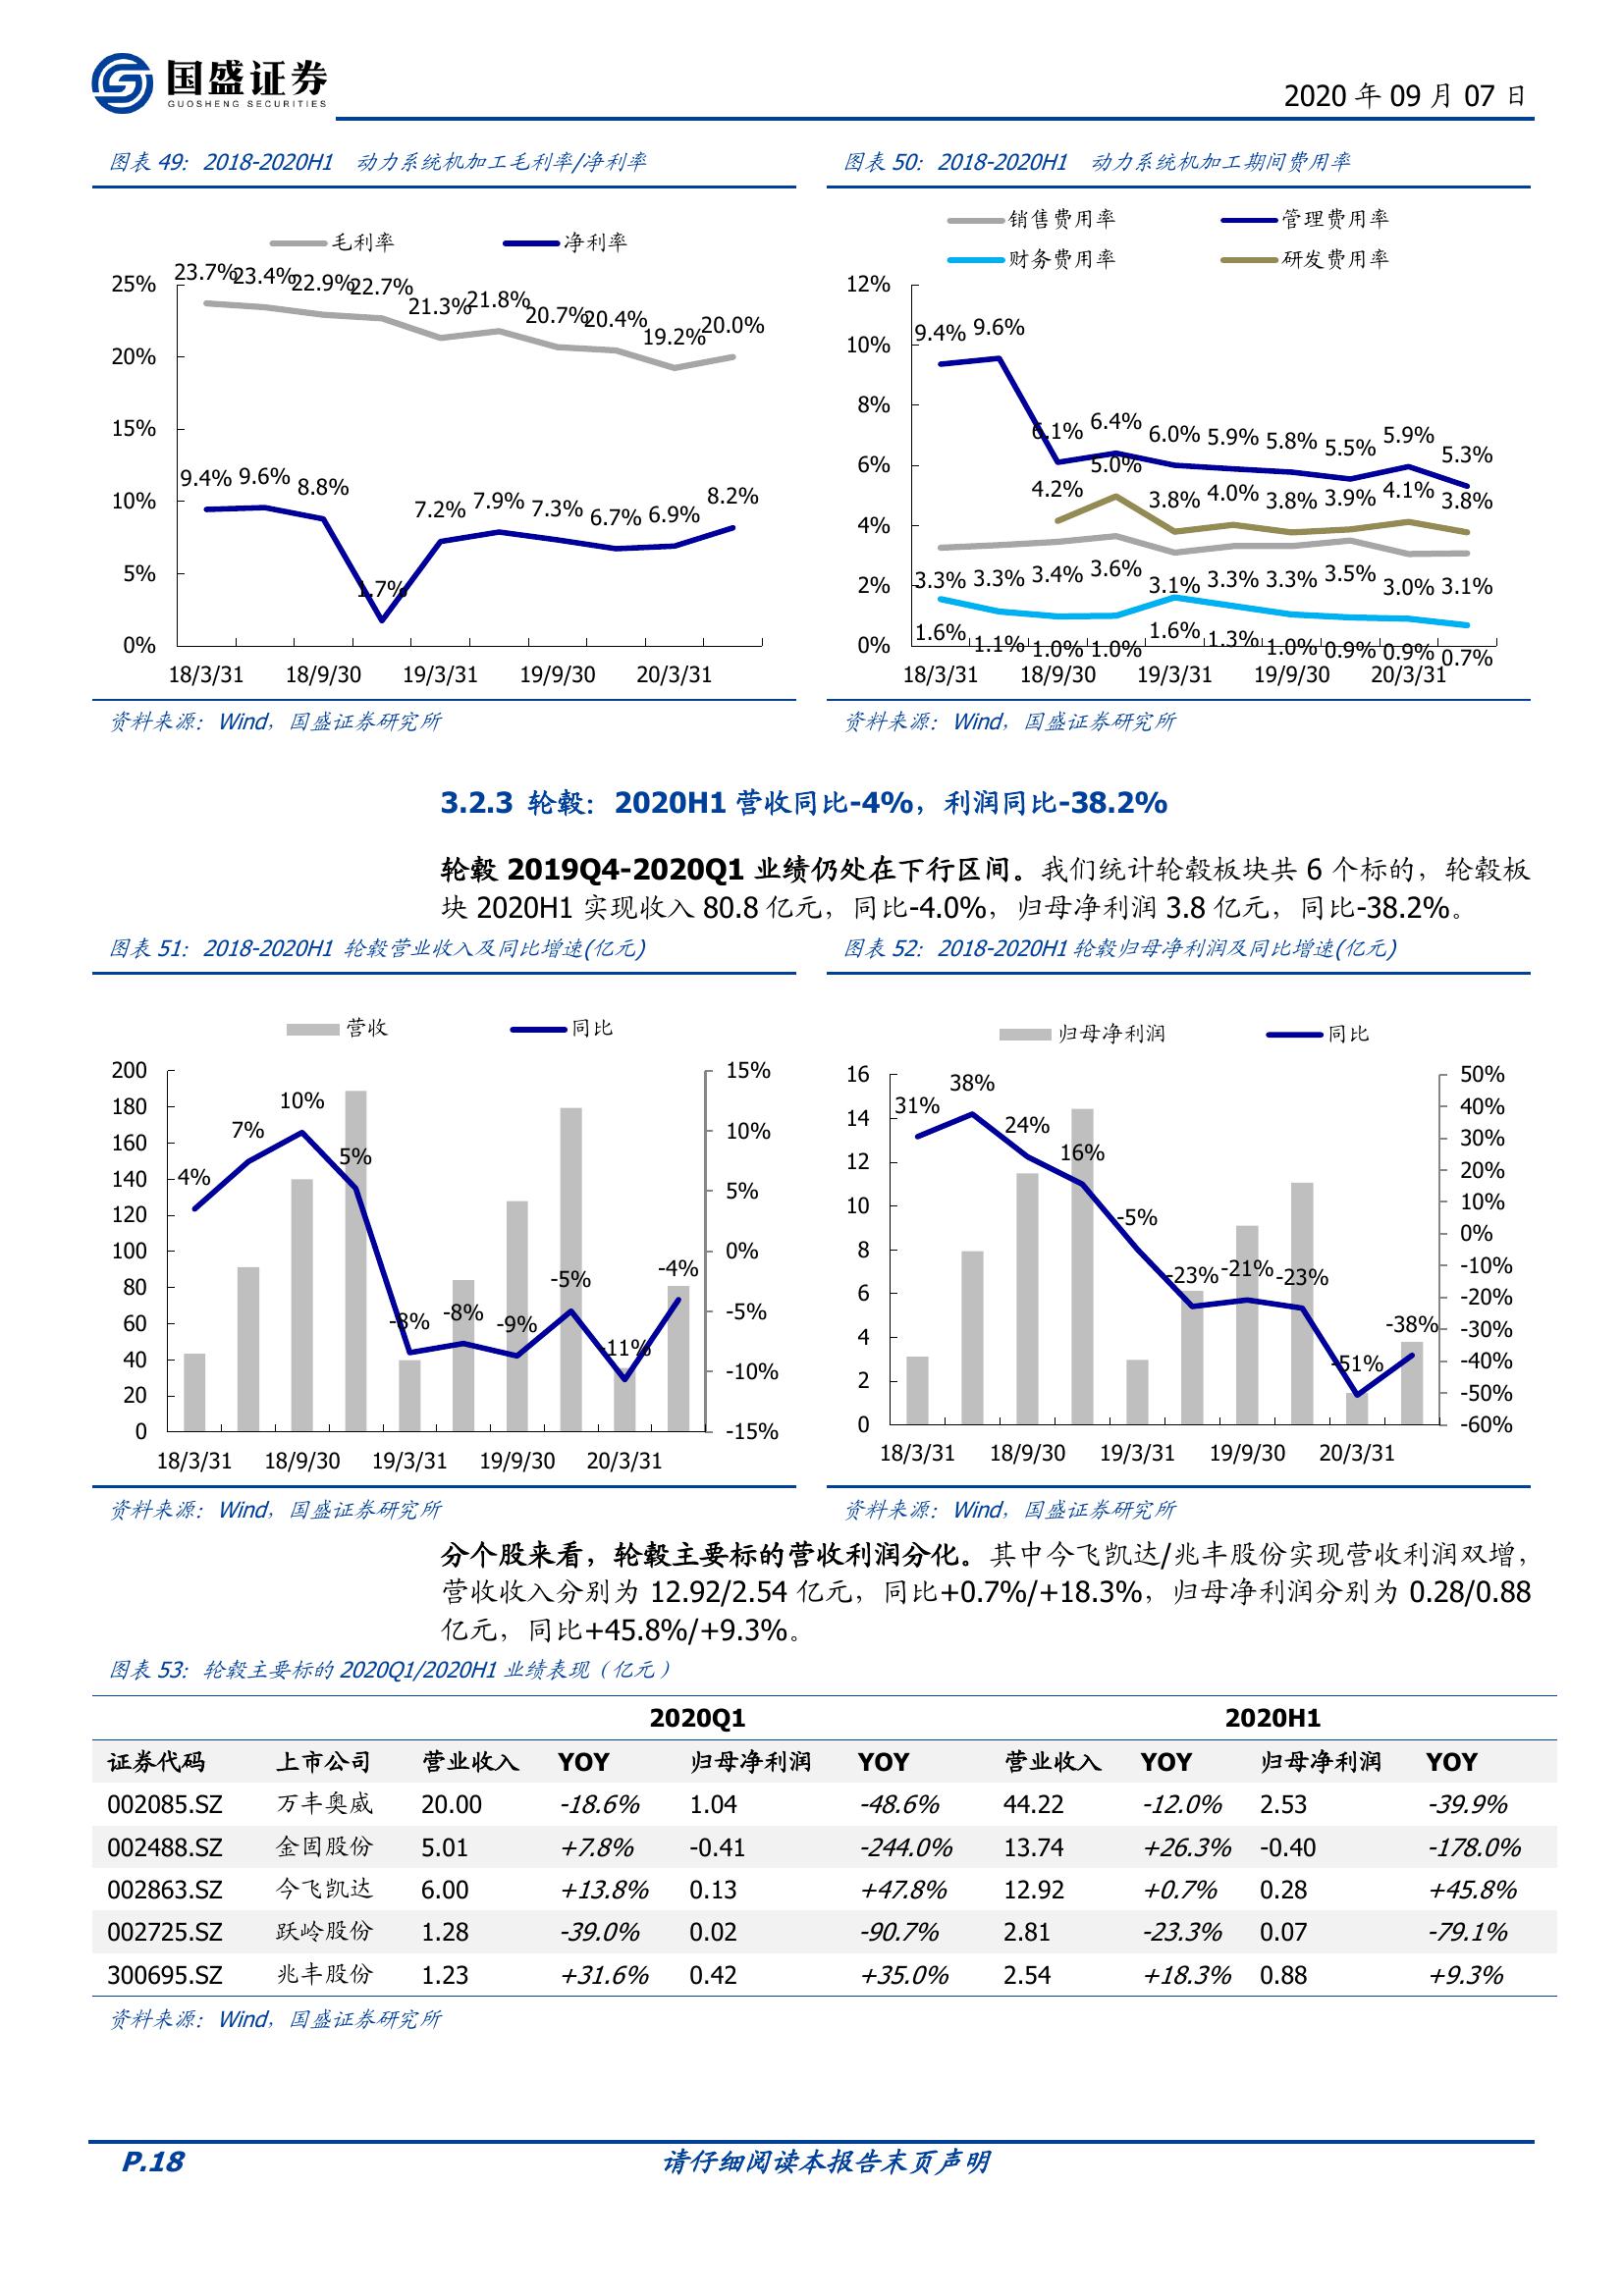 国盛证券
GUOSHENG SECURITIES
2020 年 09 月 07 日
图表 49：2018-2020H1 动力系统机加工毛利率/净利率
毛利率 净利率
25%
20%
15%
10%
5%
0%
23.7% 23.4% 22.9% 22.7% 21.3% 21.8% 20.7% 20.4% 19.2% 20.0%
9.4% 9.6% 8.8% 1.7% 7.2% 7.9% 7.3% 6.7% 6.9% 8.2%
18/3/31 18/9/30 19/3/31 19/9/30 20/3/31
资料来源：Wind，国盛证券研究所
图表 50：2018-2020H1 动力系统机加工期间费用率
销售费用率 管理费用率
财务费用率 研发费用率
12%
10%
8%
6%
4%
2%
0%
9.4% 9.6% 6.1% 6.4% 6.0% 5.9% 5.8% 5.5% 5.9% 5.3%
4.2% 5.0% 3.8% 4.0% 3.8% 3.9% 4.1% 3.8%
3.3% 3.3% 3.4% 3.6% 3.1% 3.3% 3.3% 3.5% 3.0% 3.1%
1.6% 1.1% 1.0% 1.0% 1.6% 1.3% 1.0% 0.9% 0.9% 0.7%
18/3/31 18/9/30 19/3/31 19/9/30 20/3/31
资料来源：Wind，国盛证券研究所
3.2.3 轮毂：2020H1 营收同比-4%，利润同比-38.2%
轮毂 2019Q4-2020Q1 业绩仍处在下行区间。我们统计轮毂板块共 6 个标的，轮毂板
块 2020H1 实现收入 80.8 亿元，同比-4.0%，归母净利润 3.8 亿元，同比-38.2%。
图表 51：2018-2020H1 轮毂营业收入及同比增速(亿元)
营收 同比
200
180
160
140
120
100
80
60
40
20
0
4% 7% 10% 5% -8% -8% -9% -5% -11% -4%
15%
10%
5%
0%
-5%
-10%
-15%
18/3/31 18/9/30 19/3/31 19/9/30 20/3/31
资料来源：Wind，国盛证券研究所
图表 52：2018-2020H1 轮毂归母净利润及同比增速(亿元)
归母净利润 同比
16
14
12
10
8
6
4
2
0
31% 38% 24% 16% -5% -23% -21% -23% -51% -38%
50%
40%
30%
20%
10%
0%
-10%
-20%
-30%
-40%
-50%
-60%
18/3/31 18/9/30 19/3/31 19/9/30 20/3/31
资料来源：Wind，国盛证券研究所
分个股来看，轮毂主要标的营收利润分化。其中今飞凯达/兆丰股份实现营收利润双增，
营收收入分别为 12.92/2.54 亿元，同比+0.7%/+18.3%，归母净利润分别为 0.28/0.88
亿元，同比+45.8%/+9.3%。
图表 53：轮毂主要标的 2020Q1/2020H1 业绩表现（亿元）
2020Q1 2020H1
证券代码 上市公司 营业收入 YOY 归母净利润 YOY 营业收入 YOY 归母净利润 YOY
002085.SZ 万丰奥威 20.00 -18.6% 1.04 -48.6% 44.22 -12.0% 2.53 -39.9%
002488.SZ 金固股份 5.01 +7.8% -0.41 -244.0% 13.74 +26.3% -0.40 -178.0%
002863.SZ 今飞凯达 6.00 +13.8% 0.13 +47.8% 12.92 +0.7% 0.28 +45.8%
002725.SZ 跃岭股份 1.28 -39.0% 0.02 -90.7% 2.81 -23.3% 0.07 -79.1%
300695.SZ 兆丰股份 1.23 +31.6% 0.42 +35.0% 2.54 +18.3% 0.88 +9.3%
资料来源：Wind，国盛证券研究所
P.18 请仔细阅读本报告末页声明